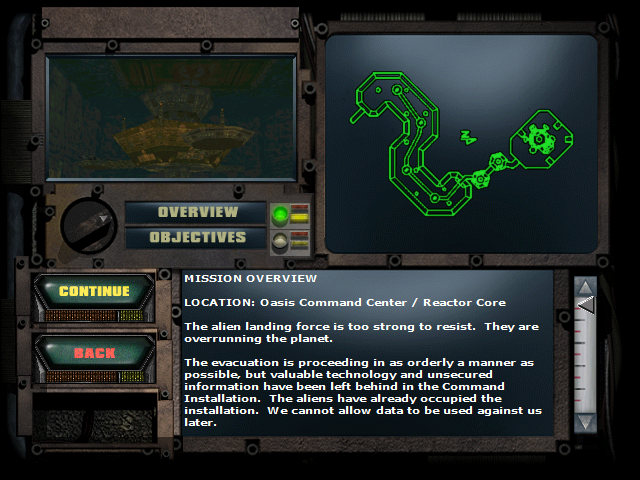 OVERVIEW
OBJECTIVES
N
CONTINUE
BACK
MISSION OVERVIEW
LOCATION: Oasis Command Center / Reactor Core
The alien landing force is too strong to resist.  They are
overrunning the planet.
The evacuation is proceeding in as orderly a manner as
possible, but valuable technology and unsecured
information have been left behind in the Command
Installation.  The aliens have already occupied the
installation.  We cannot allow data to be used against us
later.